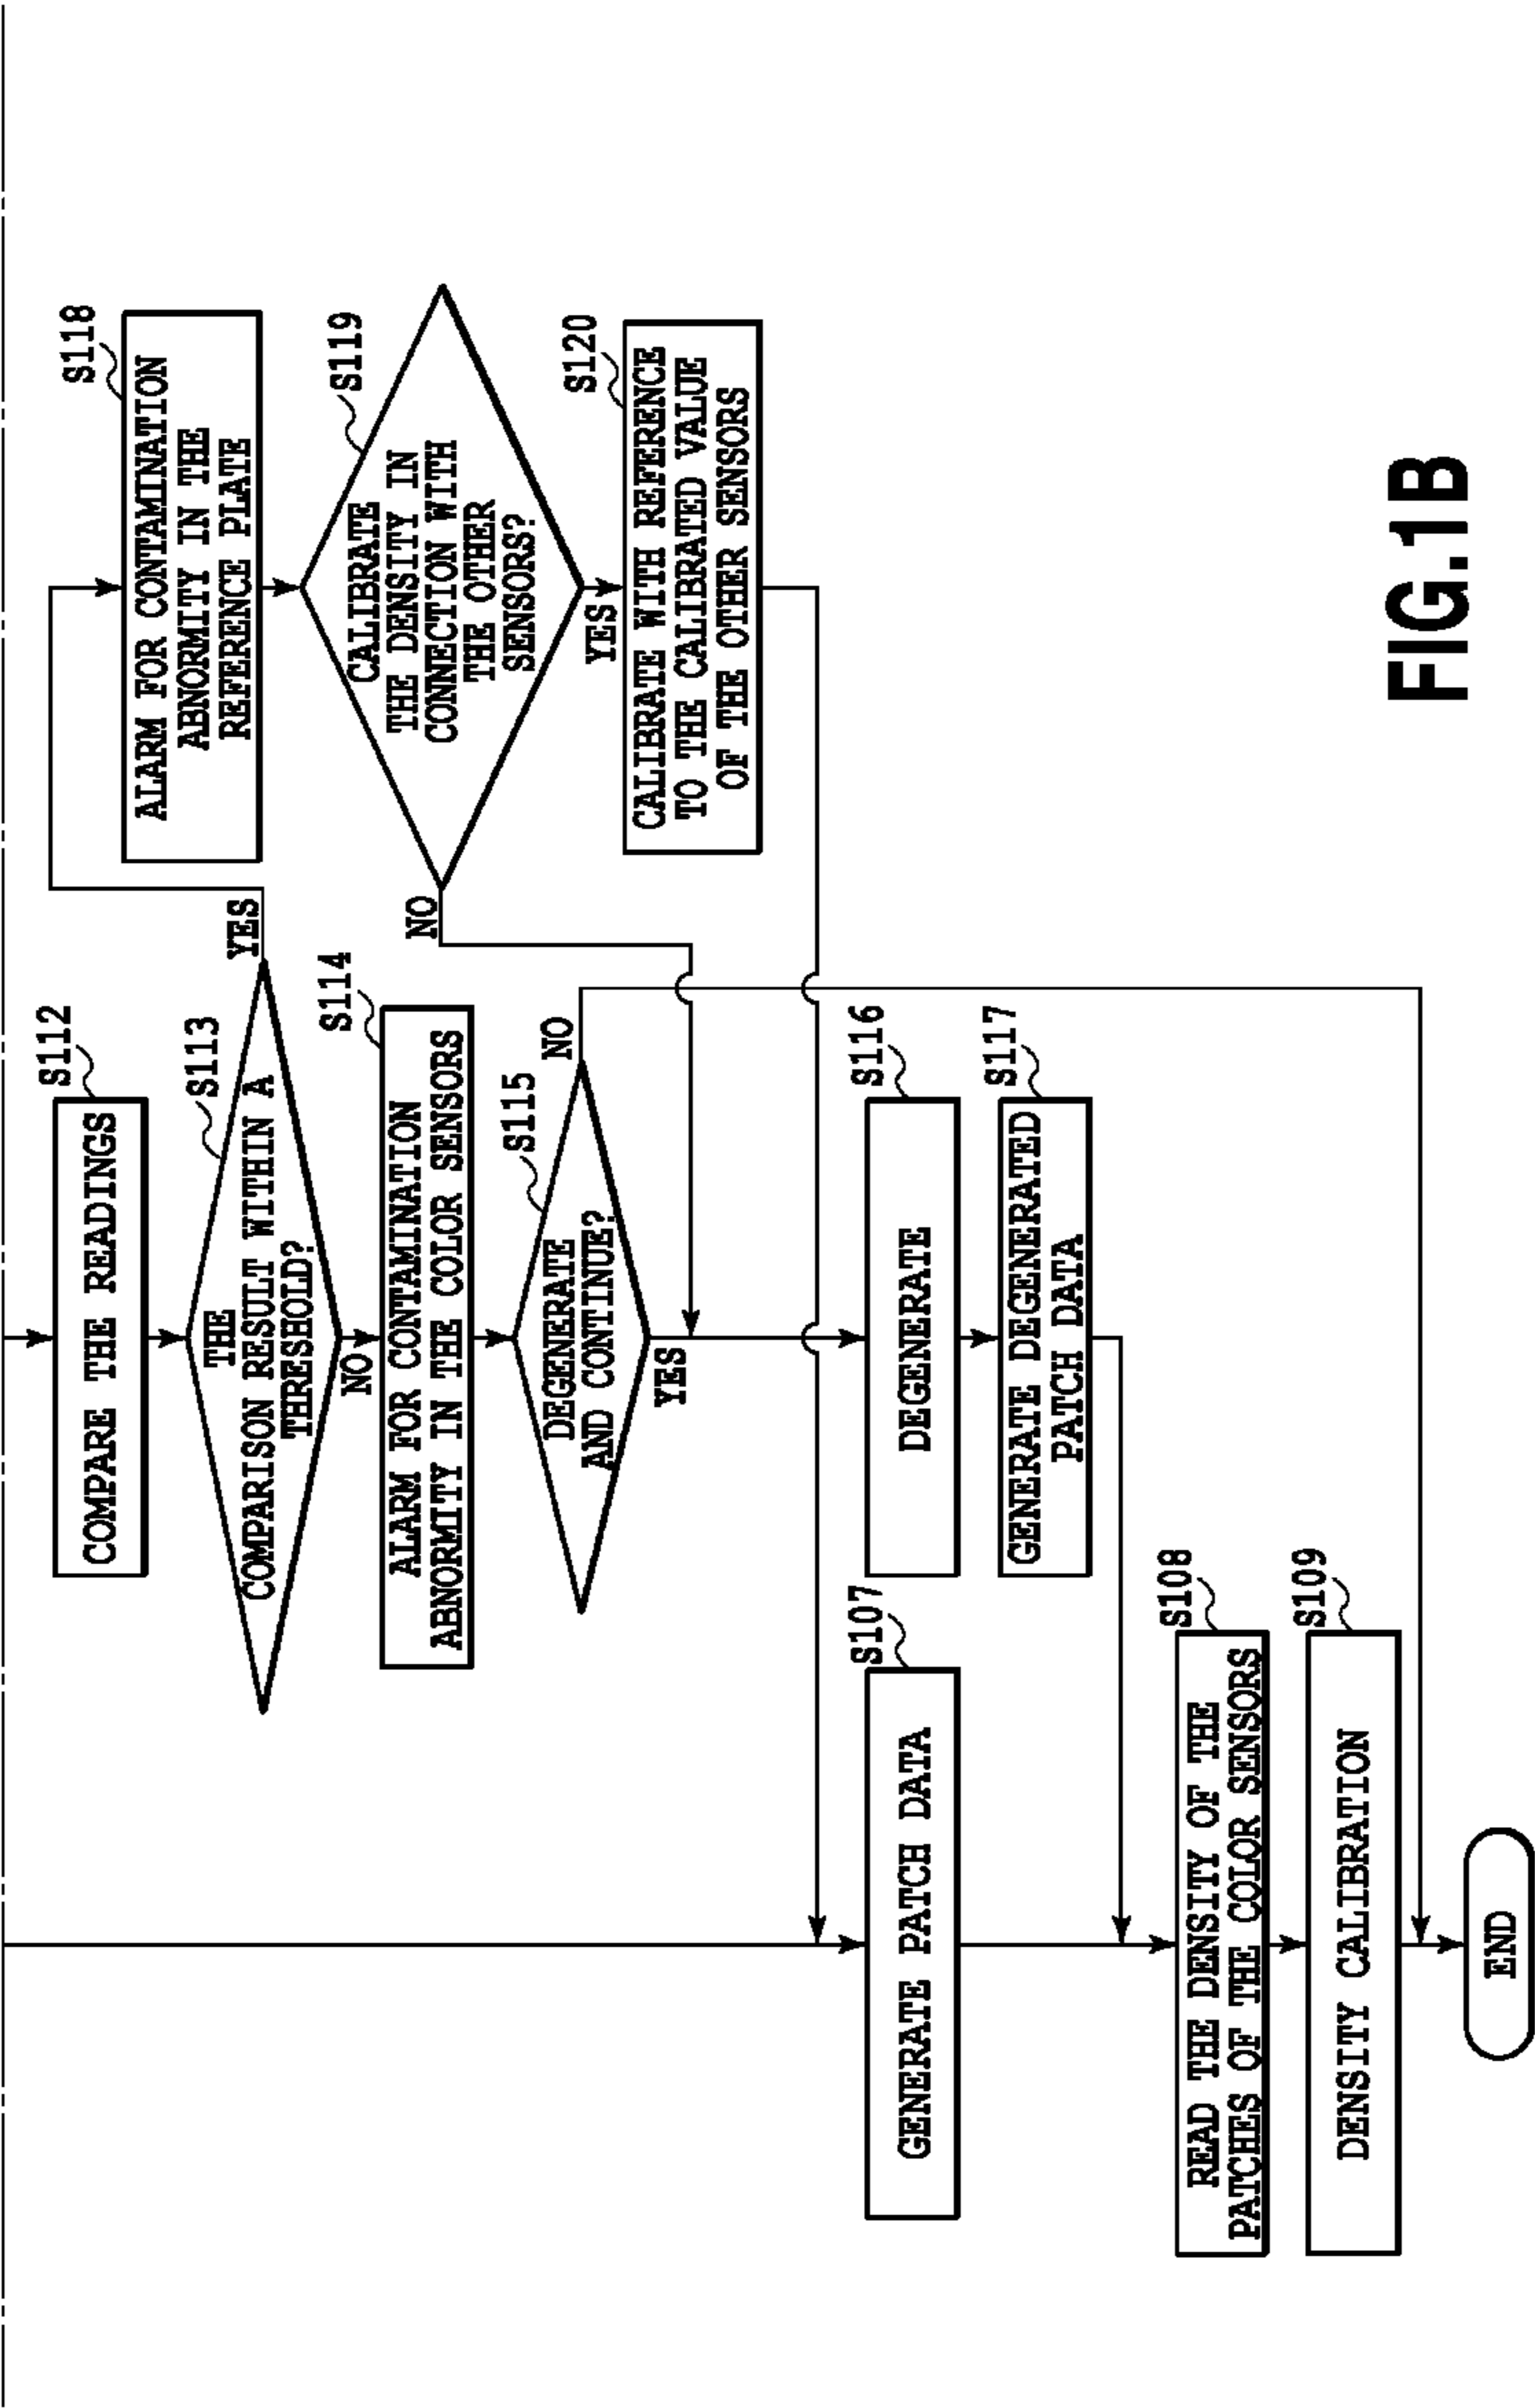 S112
COMPARE THE READINGS
S113
THE
COMPARISON RESULT WITHIN A
THRESHOLD?
YES
NO
S114
ALARM FOR CONTAMINATION
ABNORMITY IN THE COLOR SENSORS
S115
DEGENERATE
AND CONTINUE?
NO
YES
S118
ALARM FOR CONTAMINATION
ABNORMITY IN THE
REFERENCE PLATE
S119
CALIBRATE
THE DENSITY IN
CONNECTION WITH
THE OTHER
SENSORS?
NO
YES
S120
CALIBRATE WITH REFERENCE
TO THE CALIBRATED VALUE
OF THE OTHER SENSORS
S107
GENERATE PATCH DATA
S116
DEGENERATE
S117
GENERATE DEGENERATED
PATCH DATA
S108
READ THE DENSITY OF THE
PATCHES OF THE COLOR SENSORS
S109
DENSITY CALIBRATION
END
FIG.1B